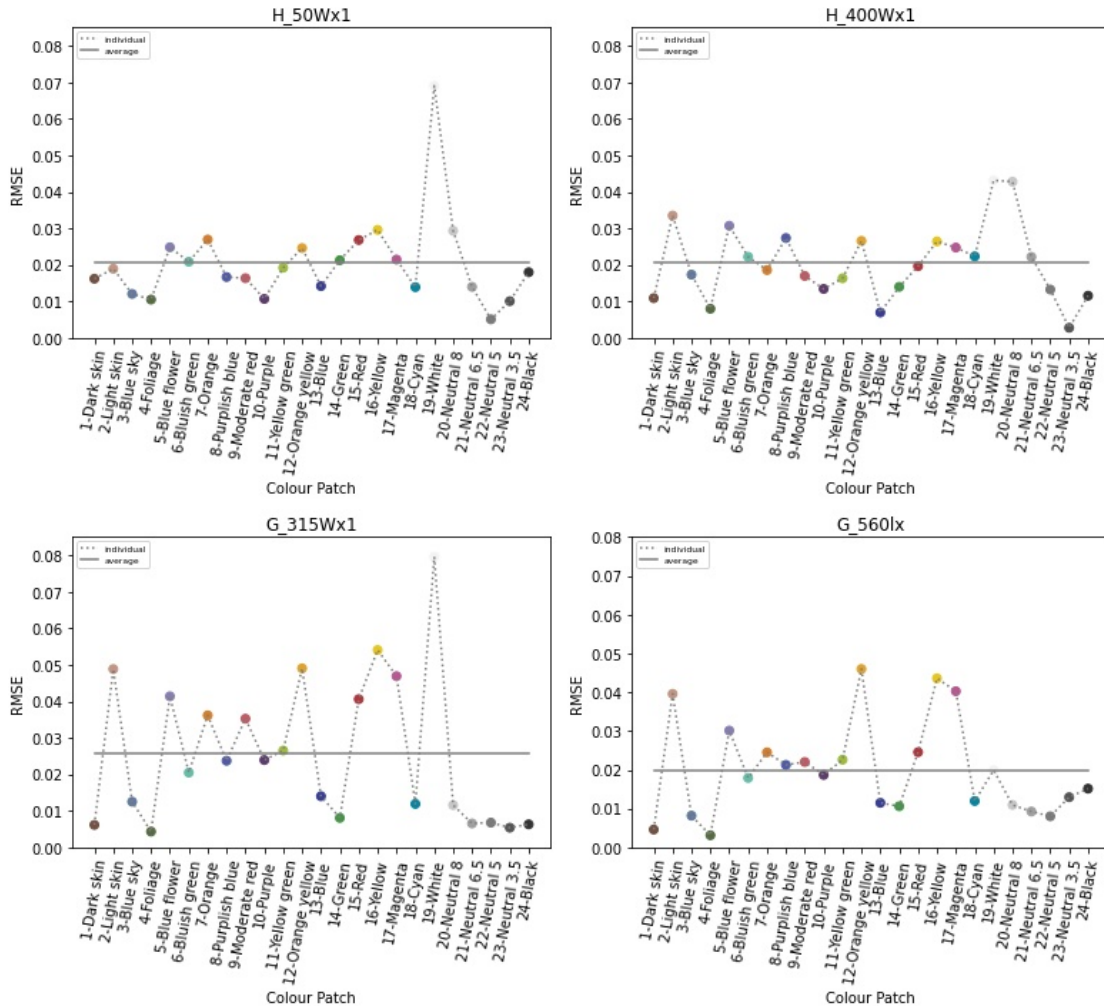 H_50Wx1
individual
average
0.08
0.07
0.06
0.05
0.04
0.03
0.02
0.01
0.00
RMSE
1-Dark skin
2-Light skin
3-Blue sky
4-Foliage
5-Blue flower
6-Bluish green
7-Orange
8-Purplish blue
9-Moderate red
10-Purple
11-Yellow green
12-Orange yellow
13-Blue
14-Green
15-Red
16-Yellow
17-Magenta
18-Cyan
19-White
20-Neutral 8
21-Neutral 6.5
22-Neutral 5
23-Neutral 3.5
24-Black
Colour Patch
H_400Wx1
individual
average
0.08
0.07
0.06
0.05
0.04
0.03
0.02
0.01
0.00
RMSE
1-Dark skin
2-Light skin
3-Blue sky
4-Foliage
5-Blue flower
6-Bluish green
7-Orange
8-Purplish blue
9-Moderate red
10-Purple
11-Yellow green
12-Orange yellow
13-Blue
14-Green
15-Red
16-Yellow
17-Magenta
18-Cyan
19-White
20-Neutral 8
21-Neutral 6.5
22-Neutral 5
23-Neutral 3.5
24-Black
Colour Patch
G_315Wx1
individual
average
0.08
0.07
0.06
0.05
0.04
0.03
0.02
0.01
0.00
RMSE
1-Dark skin
2-Light skin
3-Blue sky
4-Foliage
5-Blue flower
6-Bluish green
7-Orange
8-Purplish blue
9-Moderate red
10-Purple
11-Yellow green
12-Orange yellow
13-Blue
14-Green
15-Red
16-Yellow
17-Magenta
18-Cyan
19-White
20-Neutral 8
21-Neutral 6.5
22-Neutral 5
23-Neutral 3.5
24-Black
Colour Patch
G_560lx
individual
average
0.08
0.07
0.06
0.05
0.04
0.03
0.02
0.01
0.00
RMSE
1-Dark skin
2-Light skin
3-Blue sky
4-Foliage
5-Blue flower
6-Bluish green
7-Orange
8-Purplish blue
9-Moderate red
10-Purple
11-Yellow green
12-Orange yellow
13-Blue
14-Green
15-Red
16-Yellow
17-Magenta
18-Cyan
19-White
20-Neutral 8
21-Neutral 6.5
22-Neutral 5
23-Neutral 3.5
24-Black
Colour Patch